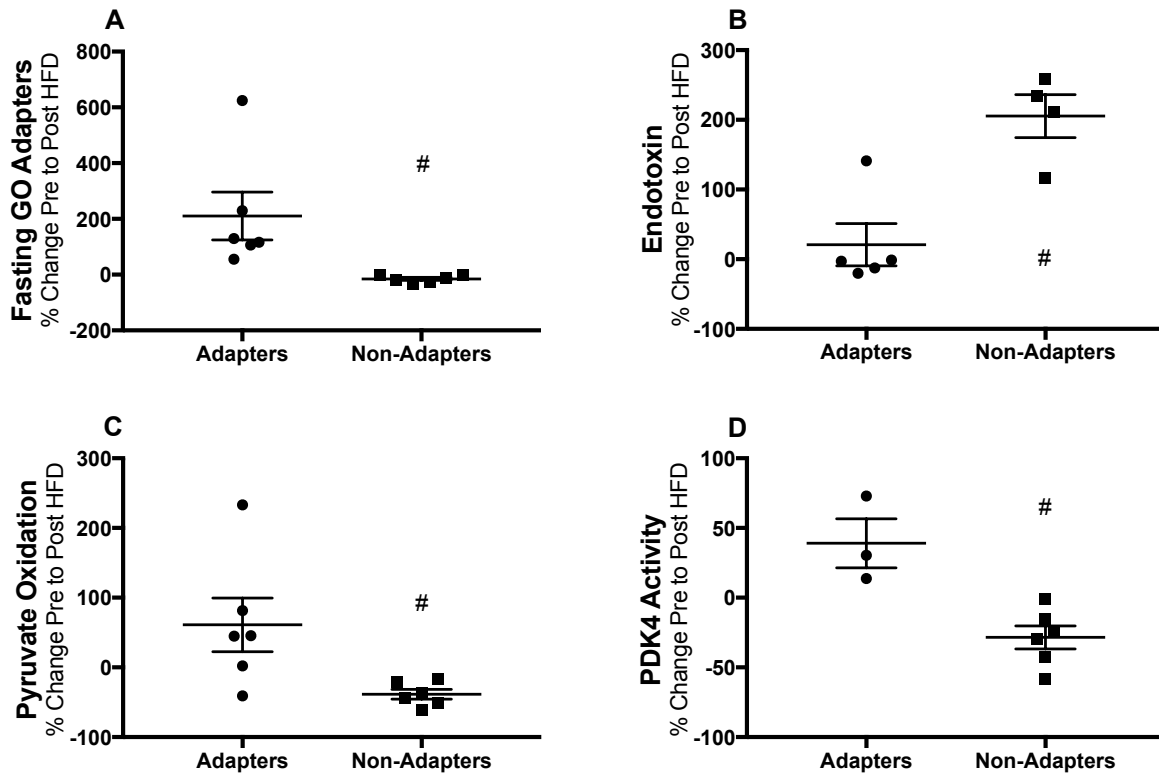 A
Fasting GO Adapters
% Change Pre to Post HFD
800
600
400
200
0
-200
#
Adapters
Non-Adapters
B
Endotoxin
% Change Pre to Post HFD
300
200
100
0
-100
#
Adapters
Non-Adapters
C
Pyruvate Oxidation
% Change Pre to Post HFD
300
200
100
0
-100
#
Adapters
Non-Adapters
D
PDK4 Activity
% Change Pre to Post HFD
100
50
0
-50
-100
#
Adapters
Non-Adapters